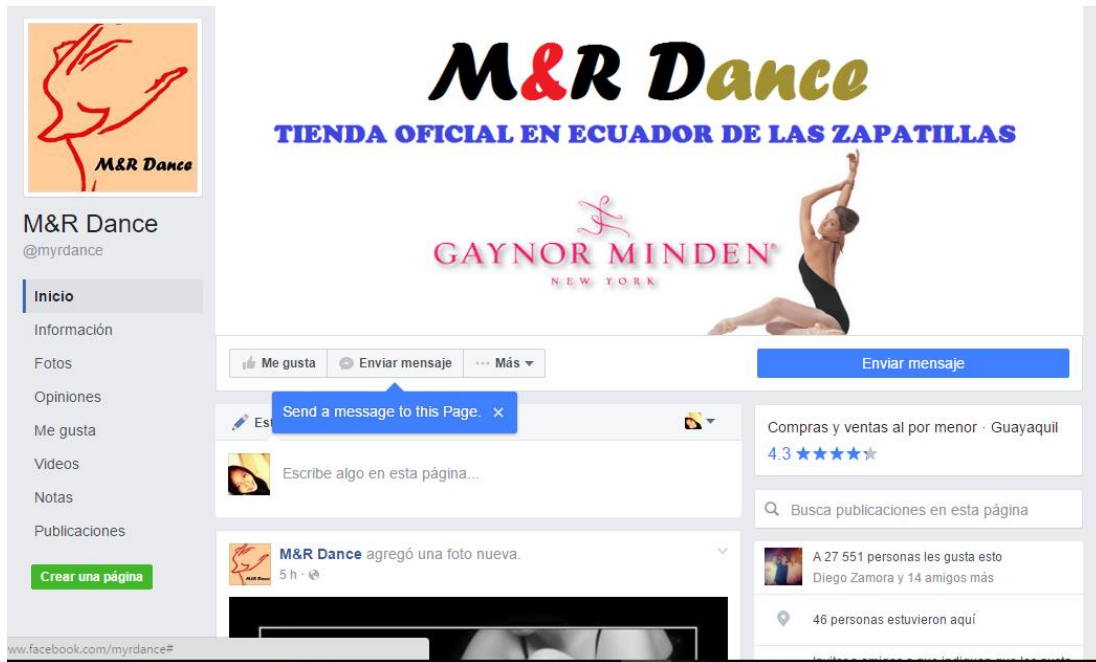 M&R Dance
M&R Dance
@myrdance
Inicio
Información
Fotos
Opiniones
Me gusta
Videos
Notas
Publicaciones
Crear una página
M&R Dance
TIENDA OFICIAL EN ECUADOR DE LAS ZAPATILLAS
GAYNOR MINDEN®
NEW YORK
Me gusta
Enviar mensaje
··· Más
Enviar mensaje
Send a message to this Page. ×
Escribe algo en esta página...
M&R Dance agregó una foto nueva.
5 h ·
Compras y ventas al por menor · Guayaquil
4.3 ★★★★★
Busca publicaciones en esta página
A 27 551 personas les gusta esto
Diego Zamora y 14 amigos más
46 personas estuvieron aquí
ww.facebook.com/myrdance#